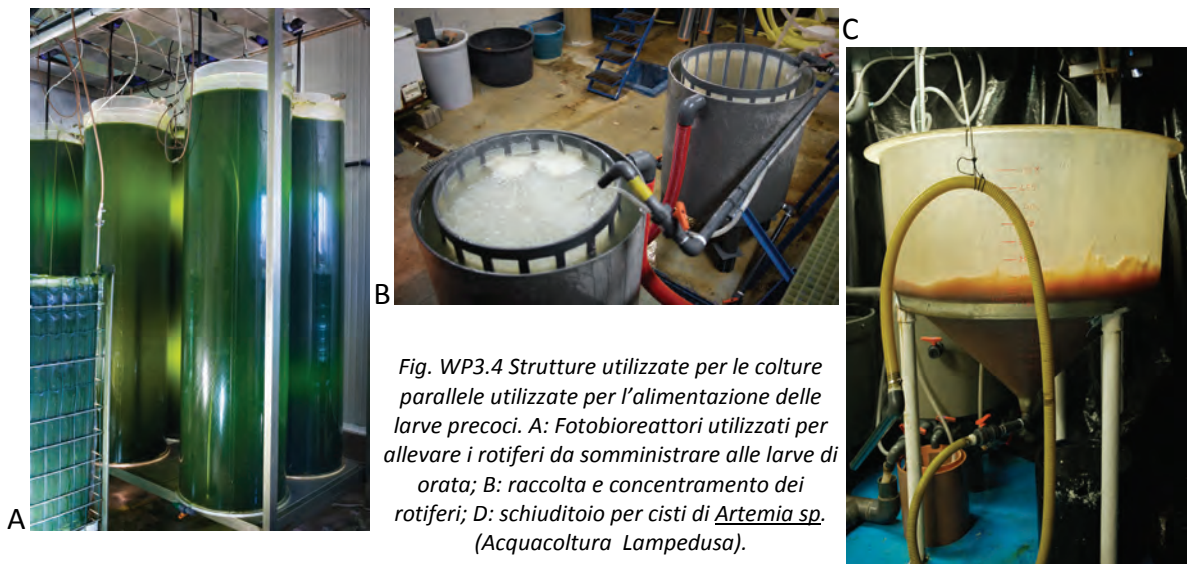 C
B
A
Fig. WP3.4 Strutture utilizzate per le colture
parallele utilizzate per l’alimentazione delle
larve precoci. A: Fotobioreattori utilizzati per
allevare i rotiferi da somministrare alle larve di
orata; B: raccolta e concentramento dei
rotiferi; D: schiuditoio per cisti di Artemia sp.
(Acquacoltura Lampedusa).